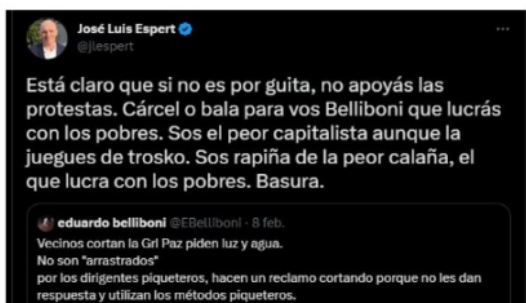 José Luis Espert
@jlespert
Está claro que si no es por guita, no apoyás las
protestas. Cárcel o bala para vos Belliboni que lucrás
con los pobres. Sos el peor capitalista aunque la
juegues de trosko. Sos rapiña de la peor calaña, el
que lucra con los pobres. Basura.
eduardo belliboni @EBelliboni · 8 feb.
Vecinos cortan la Grl Paz piden luz y agua.
No son "arrastrados"
por los dirigentes piqueteros, hacen un reclamo cortando porque no les dan
respuesta y utilizan los métodos piqueteros.